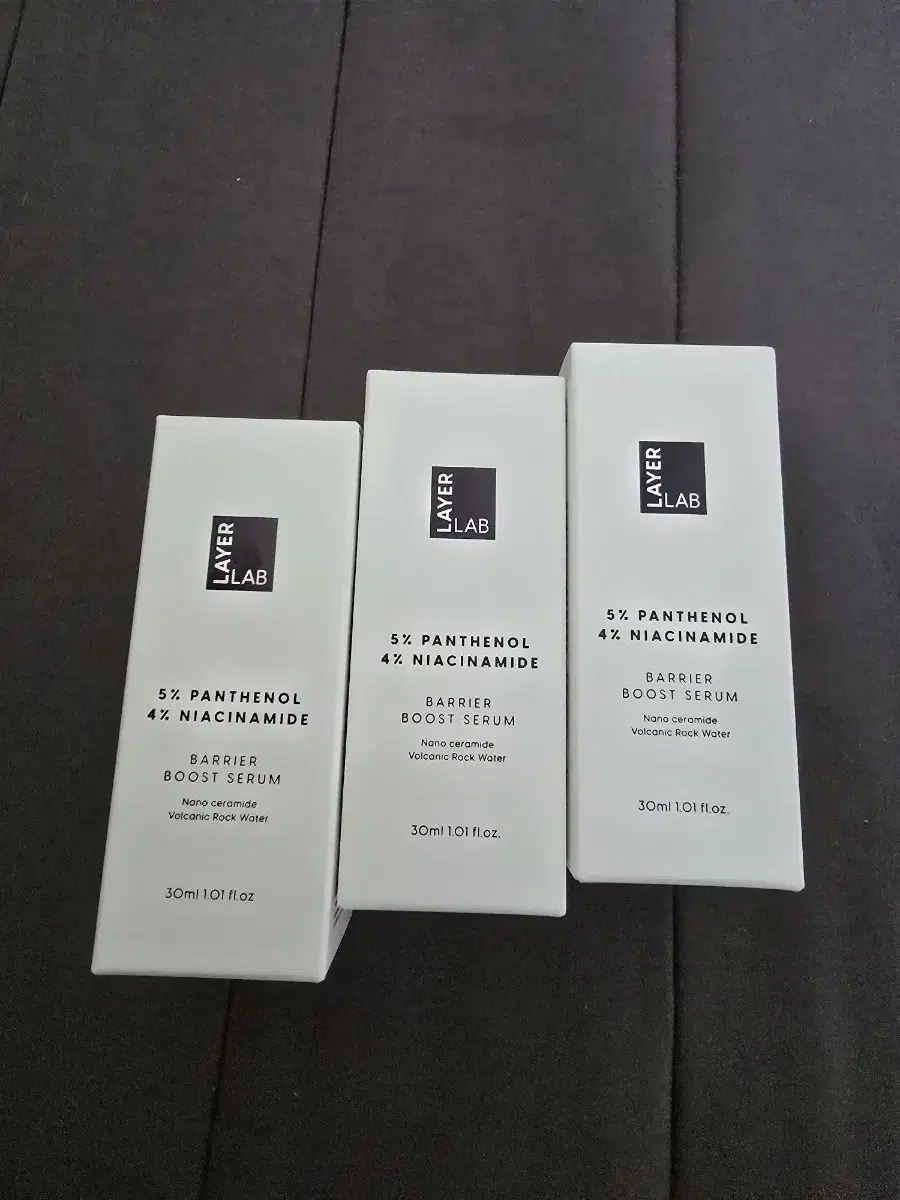 LAYER
LAB
5% PANTHENOL
4% NIACINAMIDE
BARRIER
BOOST SERUM
Nano ceramide
Volcanic Rock Water
30ml 1.01 fl.oz
LAYER
LAB
5% PANTHENOL
4% NIACINAMIDE
BARRIER
BOOST SERUM
Nano ceramide
Volcanic Rock Water
30ml 1.01 fl.oz.
LAYER
LAB
5% PANTHENOL
4% NIACINAMIDE
BARRIER
BOOST SERUM
Nano ceramide
Volcanic Rock Water
30ml 1.01 fl.oz.